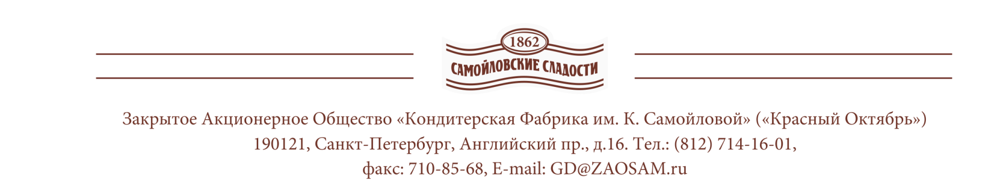 1862
САМОЙЛОВСКИЕ СЛАДОСТИ
Закрытое Акционерное Общество «Кондитерская Фабрика им. К. Самойловой» («Красный Октябрь»)
190121, Санкт-Петербург, Английский пр., д.16. Тел.: (812) 714-16-01,
факс: 710-85-68, E-mail: GD@ZAOSAM.ru